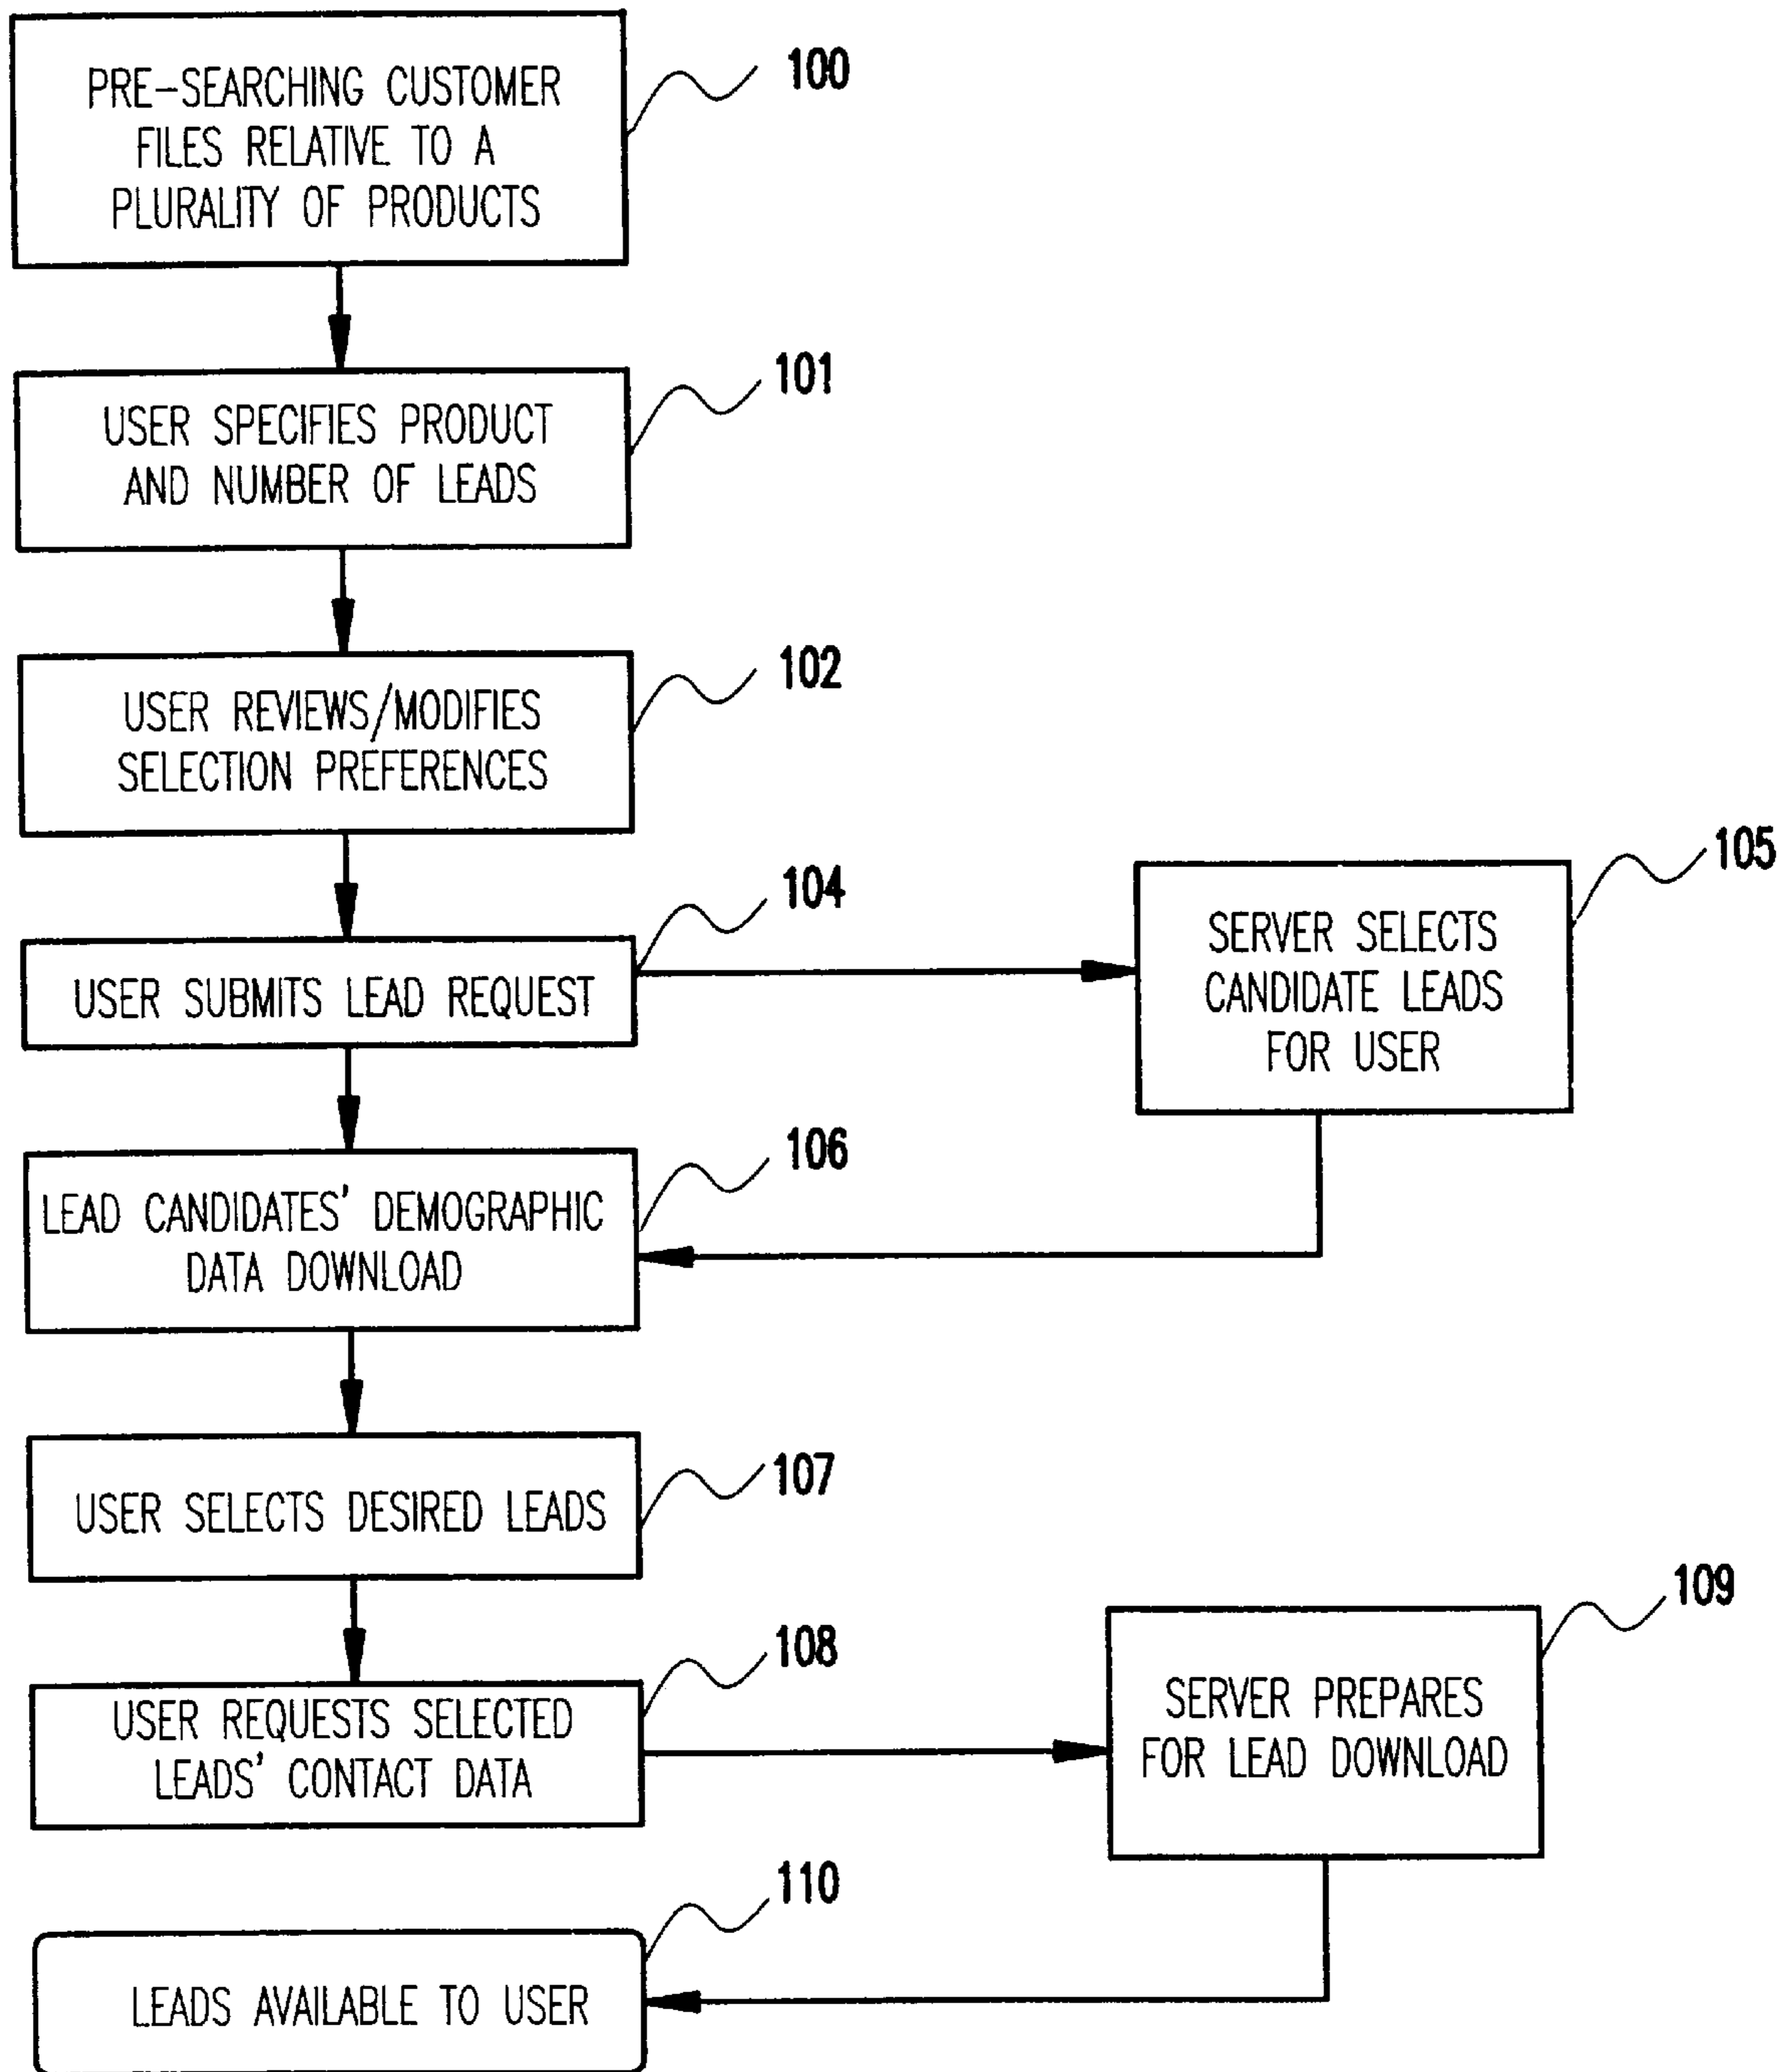 PRE-SEARCHING CUSTOMER
FILES RELATIVE TO A
PLURALITY OF PRODUCTS
100
USER SPECIFIES PRODUCT
AND NUMBER OF LEADS
101
USER REVIEWS/MODIFIES
SELECTION PREFERENCES
102
USER SUBMITS LEAD REQUEST
104
SERVER SELECTS
CANDIDATE LEADS
FOR USER
105
LEAD CANDIDATES' DEMOGRAPHIC
DATA DOWNLOAD
106
USER SELECTS DESIRED LEADS
107
USER REQUESTS SELECTED
LEADS' CONTACT DATA
108
SERVER PREPARES
FOR LEAD DOWNLOAD
109
LEADS AVAILABLE TO USER
110